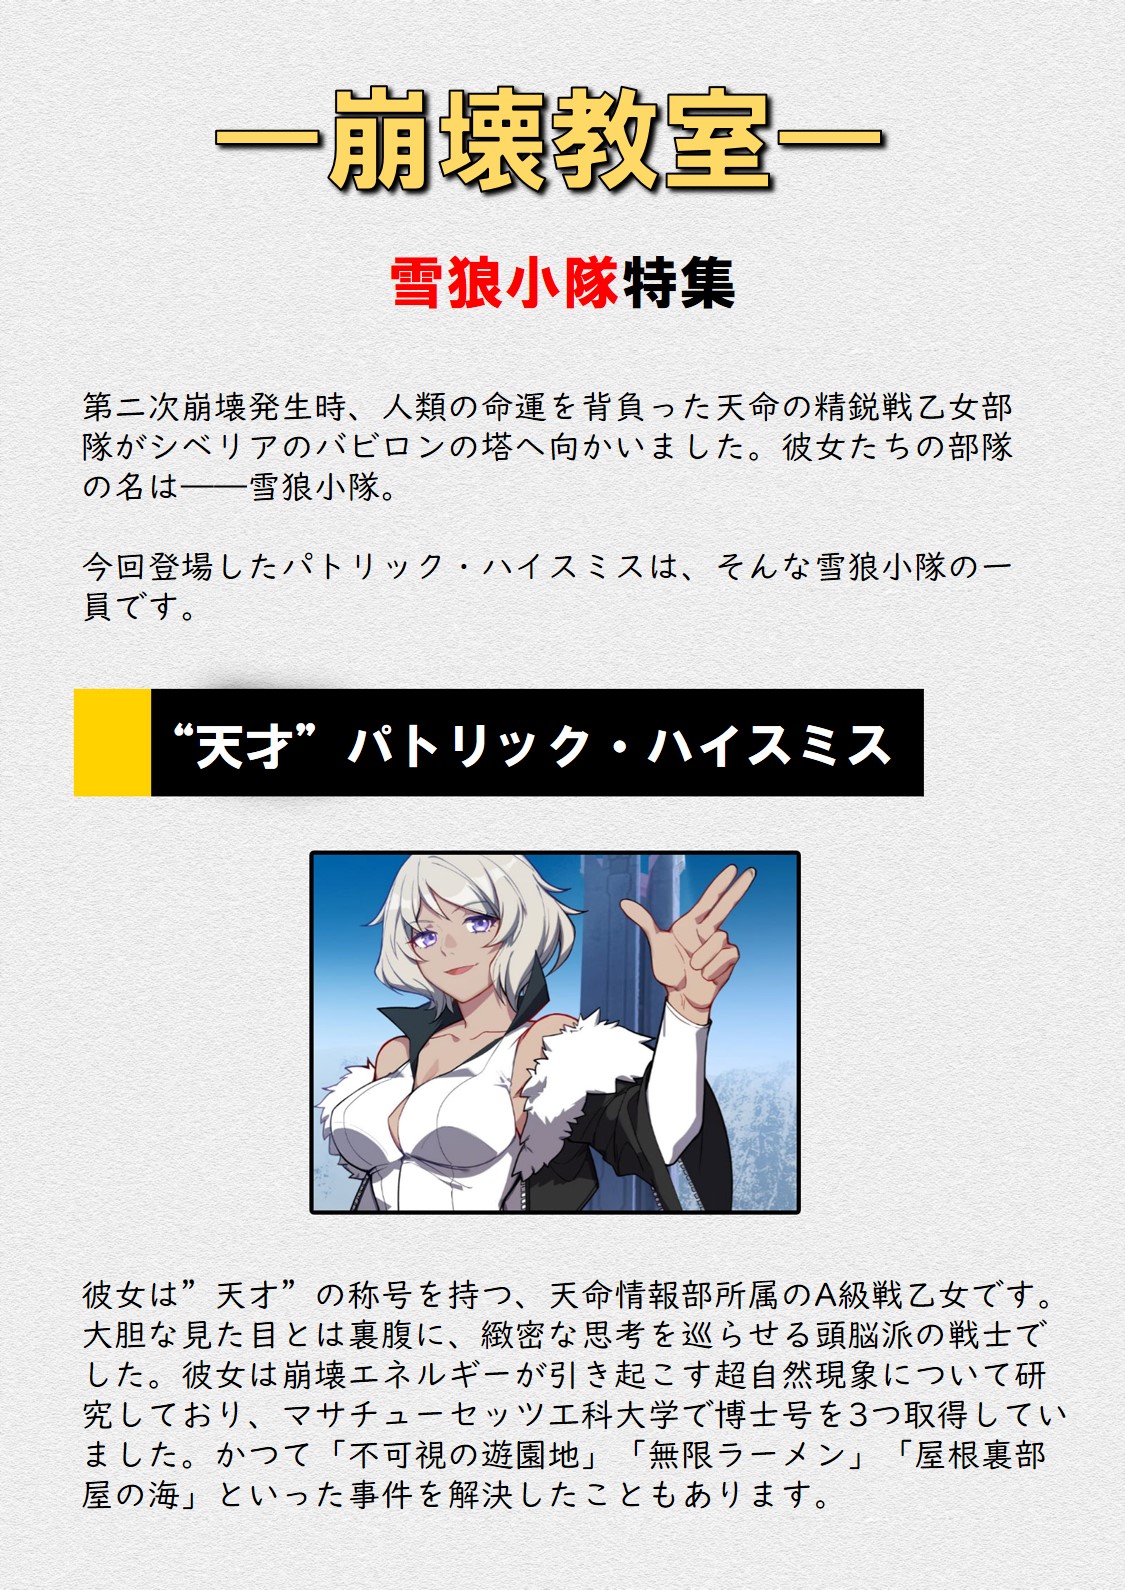 ―崩壊教室―
雪狼小隊特集
第二次崩壊発生時、人類の命運を背負った天命の精鋭戦乙女部
隊がシベリアのバビロンの塔へ向かいました。彼女たちの部隊
の名は――雪狼小隊。
今回登場したパトリック・ハイスミスは、そんな雪狼小隊の一
員です。
“天才”パトリック・ハイスミス
彼女は”天才”の称号を持つ、天命情報部所属のA級戦乙女です。
大胆な見た目とは裏腹に、緻密な思考を巡らせる頭脳派の戦士で
した。彼女は崩壊エネルギーが引き起こす超自然現象について研
究しており、マサチューセッツ工科大学で博士号を3つ取得してい
ました。かつて「不可視の遊園地」「無限ラーメン」「屋根裏部
屋の海」といった事件を解決したこともあります。